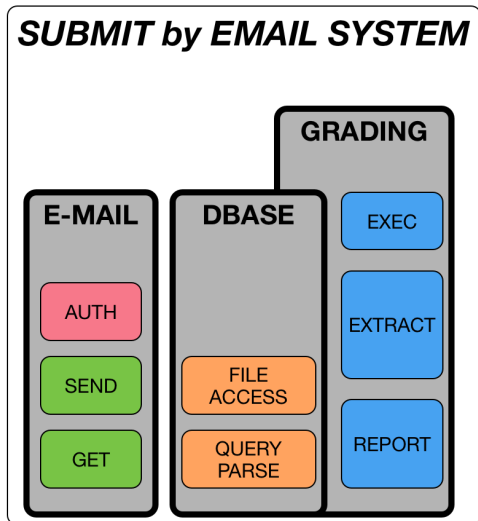 SUBMIT by EMAIL SYSTEM
GRADING
E-MAIL
DBASE
EXEC
AUTH
EXTRACT
SEND
FILE
ACCESS
GET
QUERY
PARSE
REPORT